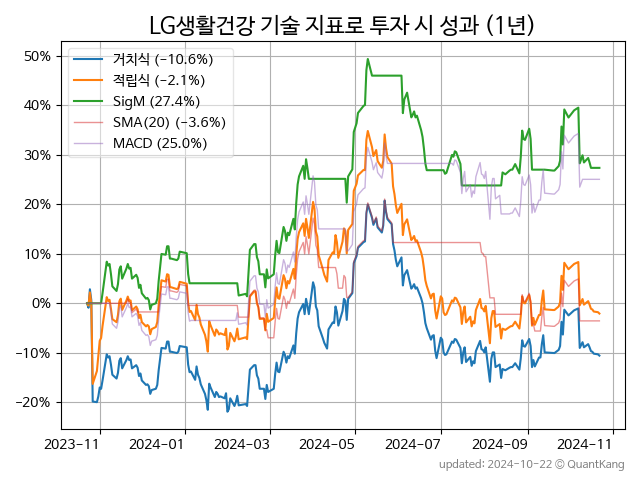 LG생활건강 기술 지표로 투자 시 성과 (1년)
거치식 (−10.6%)
적립식 (−2.1%)
SigM (27.4%)
SMA(20) (−3.6%)
MACD (25.0%)
50%
40%
30%
20%
10%
0%
−10%
−20%
2023−11 2024−01 2024−03 2024−05 2024−07 2024−09 2024−11
updated: 2024-10-22 © QuantKang